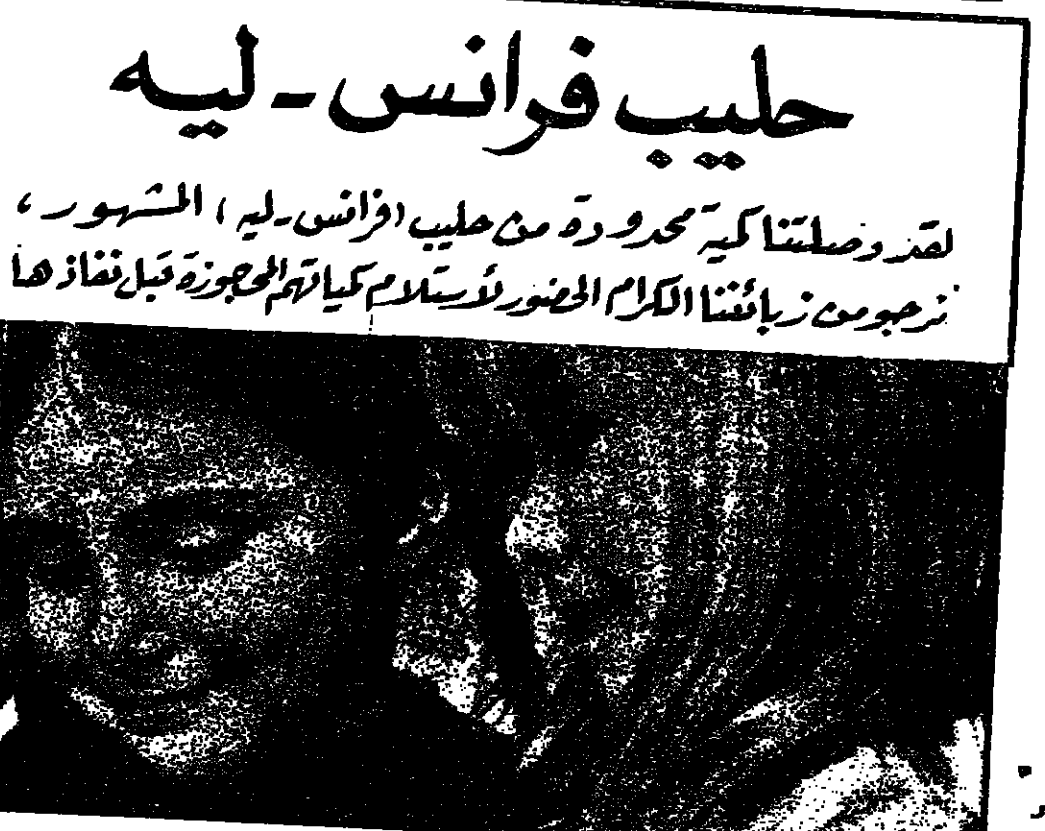 حليب فرانس - ليه
لقد وصلتنا كمية محدودة من حليب (فرانس - ليه) المشهور ،
نرجو من زبائننا الكرام الحضور لأستلام كمياتهم المحجوزة قبل نفاذها